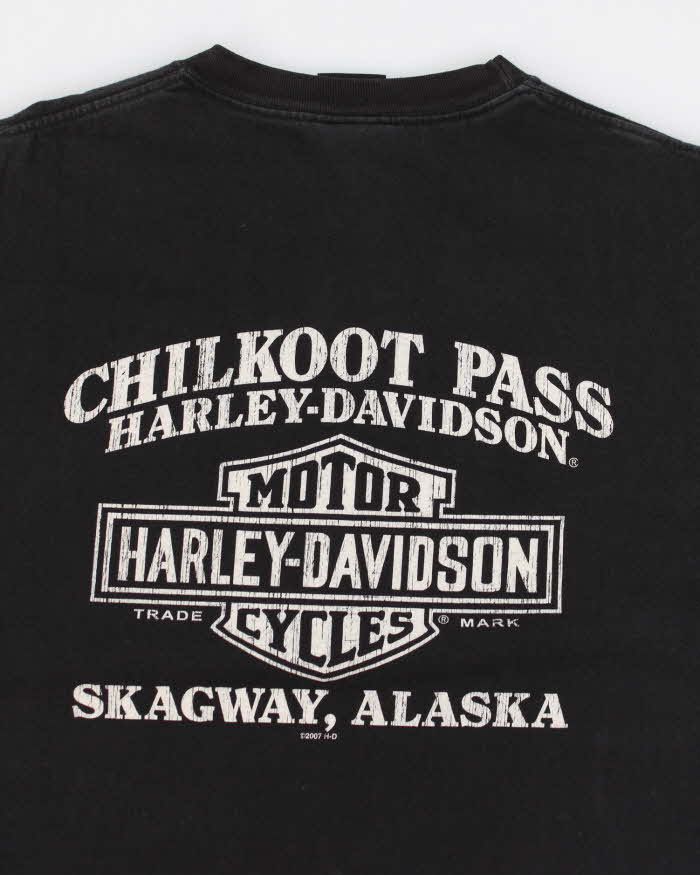 CHILKOOT PASS
HARLEY-DAVIDSON®
MOTOR
HARLEY-DAVIDSON
TRADE CYCLES ® MARK
SKAGWAY, ALASKA
©2007 H-D